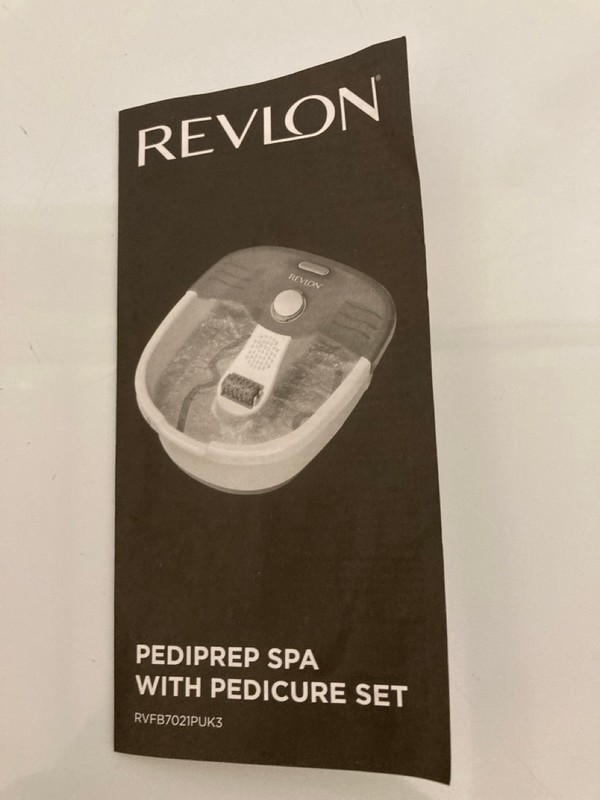 REVLON®
REVLON
PEDIPREP SPA
WITH PEDICURE SET
RVFB7021PUK3